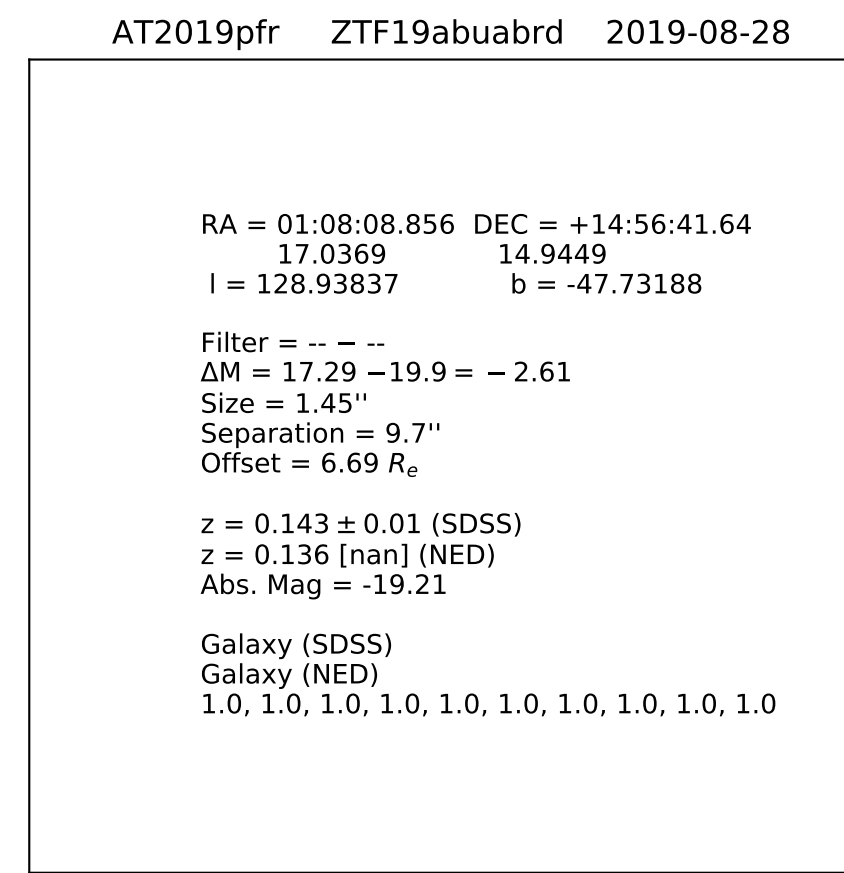 AT2019pfr ZTF19abuabrd 2019-08-28
RA = 01:08:08.856 DEC = +14:56:41.64
17.0369 14.9449
l = 128.93837 b = -47.73188
Filter = -- − --
ΔM = 17.29 −19.9 = − 2.61
Size = 1.45''
Separation = 9.7''
Offset = 6.69 Rₑ
z = 0.143 ± 0.01 (SDSS)
z = 0.136 [nan] (NED)
Abs. Mag = -19.21
Galaxy (SDSS)
Galaxy (NED)
1.0, 1.0, 1.0, 1.0, 1.0, 1.0, 1.0, 1.0, 1.0, 1.0